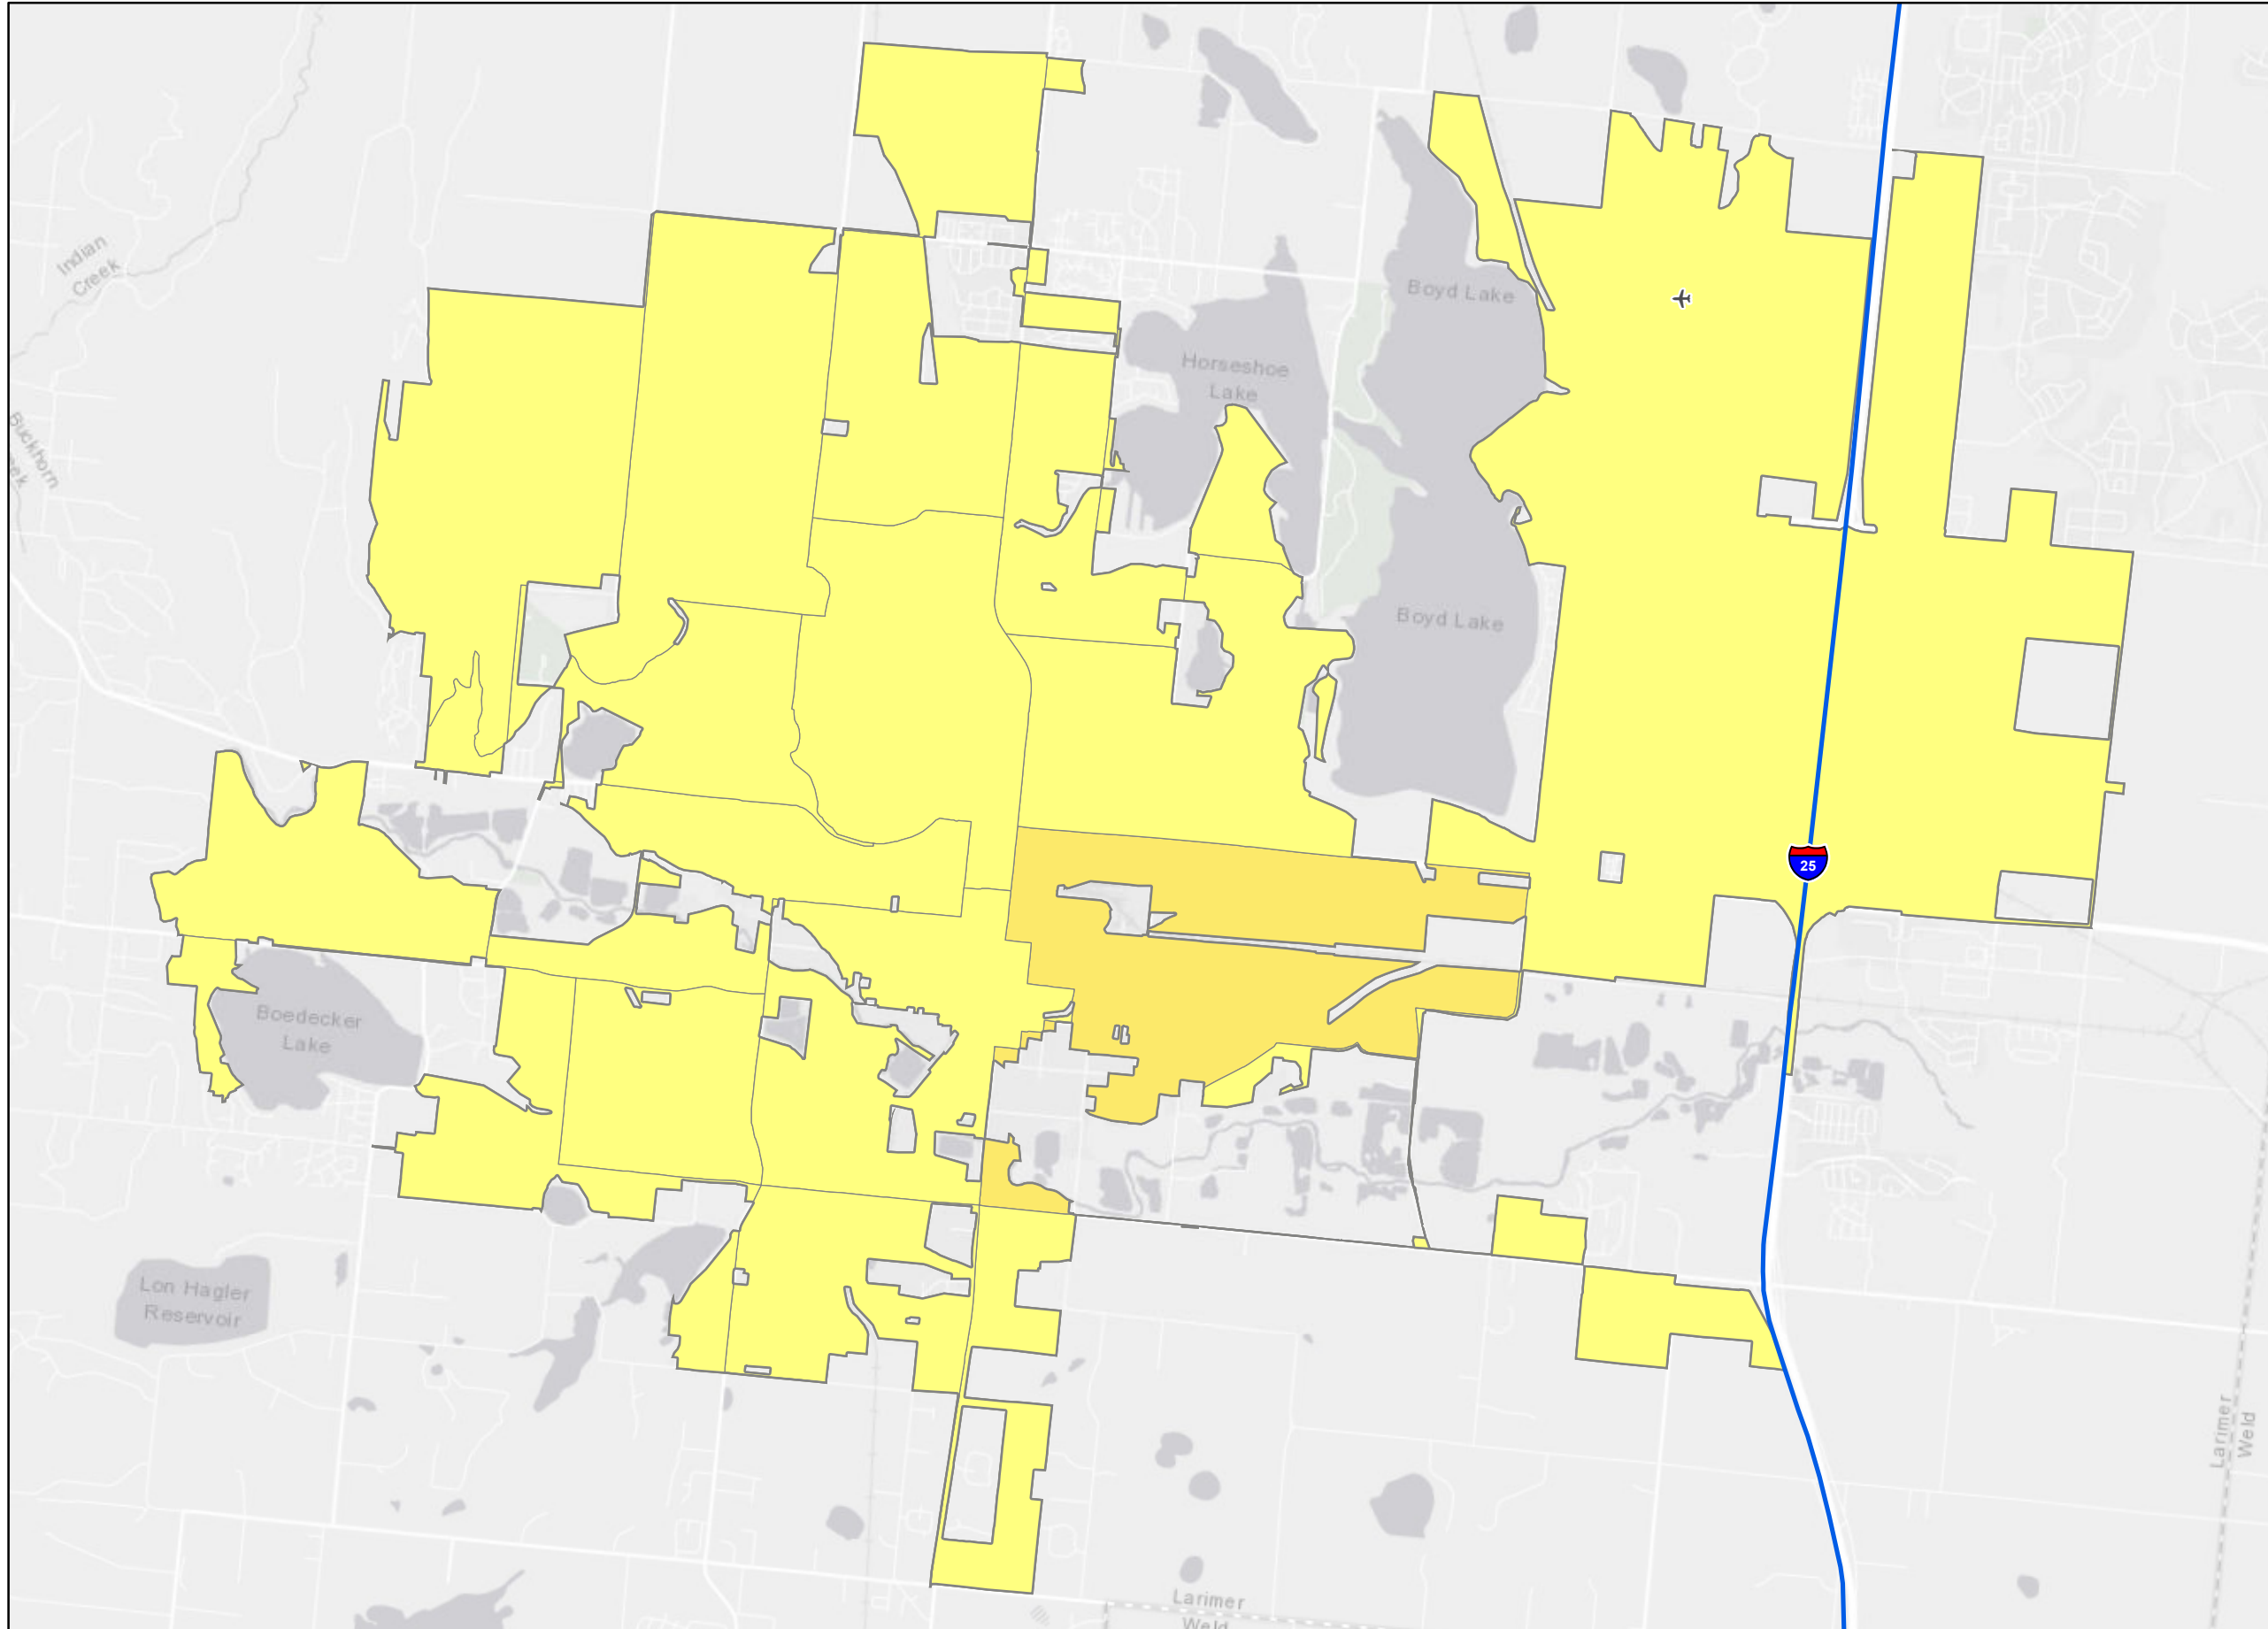 Indian
Creek
Boyd Lake
Horseshoe
Lake
Buckhorn
Boyd Lake
25
Boedecker
Lake
Lon Hagler
Reservoir
Larimer
Weld
Larimer
Weld